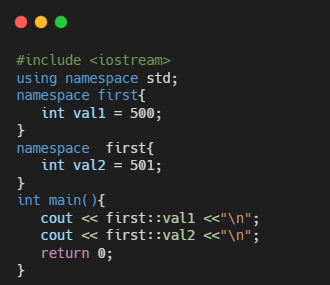 #include <iostream>
using namespace std;
namespace first{
   int val1 = 500;
}
namespace  first{
   int val2 = 501;
}
int main(){
   cout << first::val1 <<"\n";
   cout << first::val2 <<"\n";
   return 0;
}